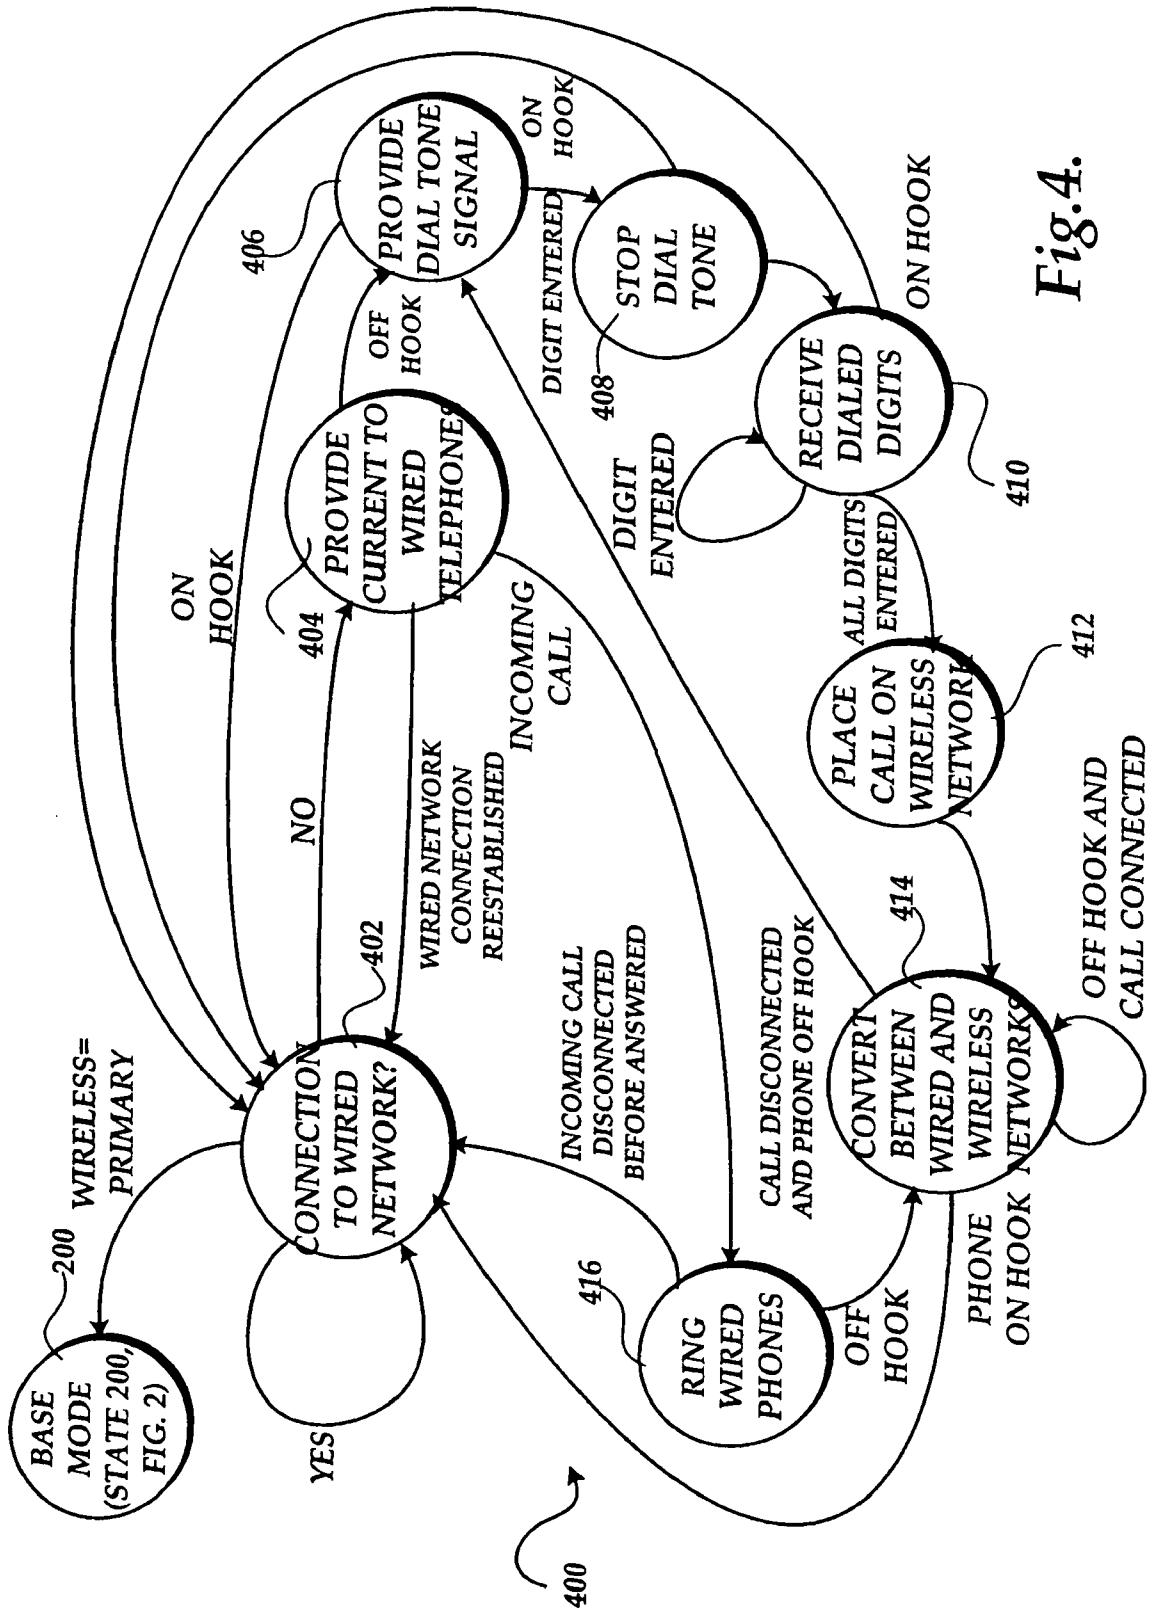 200
BASE
MODE
(STATE 200,
FIG. 2)
WIRELESS=
PRIMARY
YES
402
CONNECTION
TO WIRED
NETWORK?
NO
WIRED NETWORK
CONNECTION
REESTABLISHED
ON
HOOK
404
PROVIDE
CURRENT TO
WIRED
TELEPHONES
OFF
HOOK
406
PROVIDE
DIAL TONE
SIGNAL
ON
HOOK
DIGIT ENTERED
408
STOP
DIAL
TONE
INCOMING
CALL
INCOMING CALL
DISCONNECTED
BEFORE ANSWERED
416
RING
WIRED
PHONES
OFF
HOOK
CALL DISCONNECTED
AND PHONE OFF HOOK
414
CONVERT
BETWEEN
WIRED AND
WIRELESS
NETWORKS
PHONE
ON HOOK
OFF HOOK AND
CALL CONNECTED
412
PLACE
CALL ON
WIRELESS
NETWORK
ALL DIGITS
ENTERED
DIGIT
ENTERED
410
RECEIVE
DIALED
DIGITS
ON HOOK
400
Fig.4.